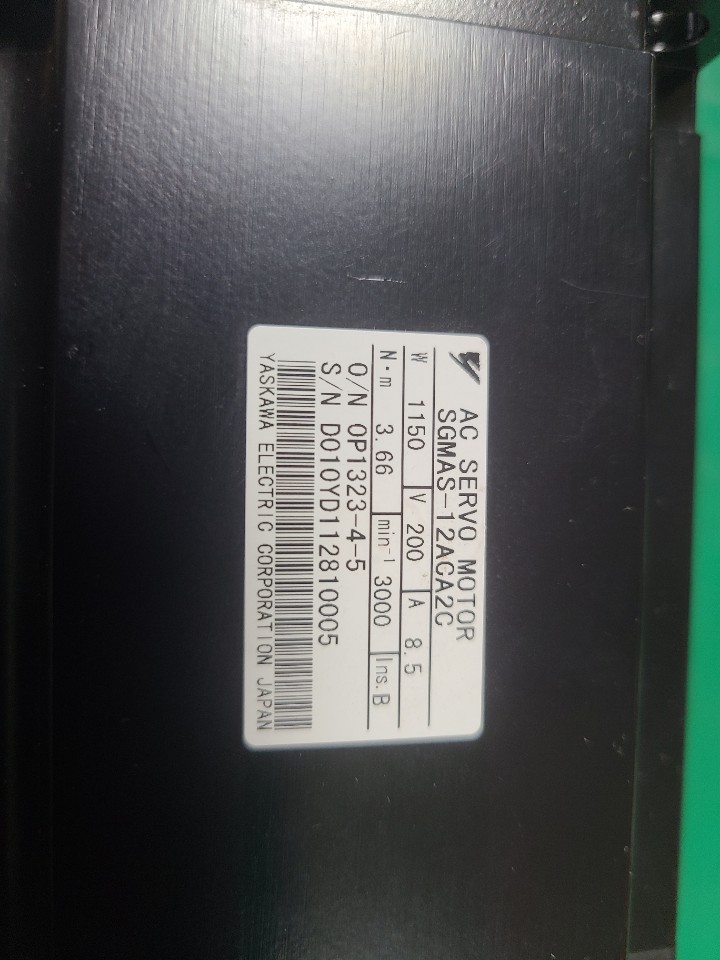 AC SERVO MOTOR
SGMAS-12ACA2C
W 1150 V 200 A 8.5
N·m 3.66 min⁻¹ 3000 Ins. B
O/N OP1323-4-5
S/N D010YD112810005
YASKAWA ELECTRIC CORPORATION JAPAN